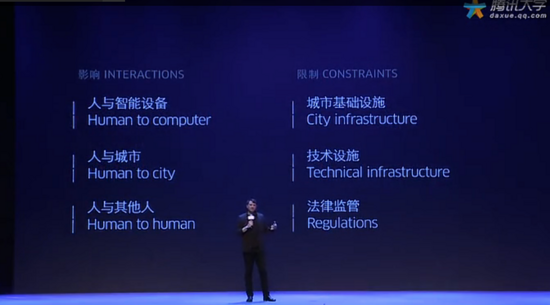 腾讯大学
daxue.qq.com
影响 INTERACTIONS
人与智能设备
Human to computer
人与城市
Human to city
人与其他人
Human to human
限制 CONSTRAINTS
城市基础设施
City infrastructure
技术设施
Technical infrastructure
法律监管
Regulations